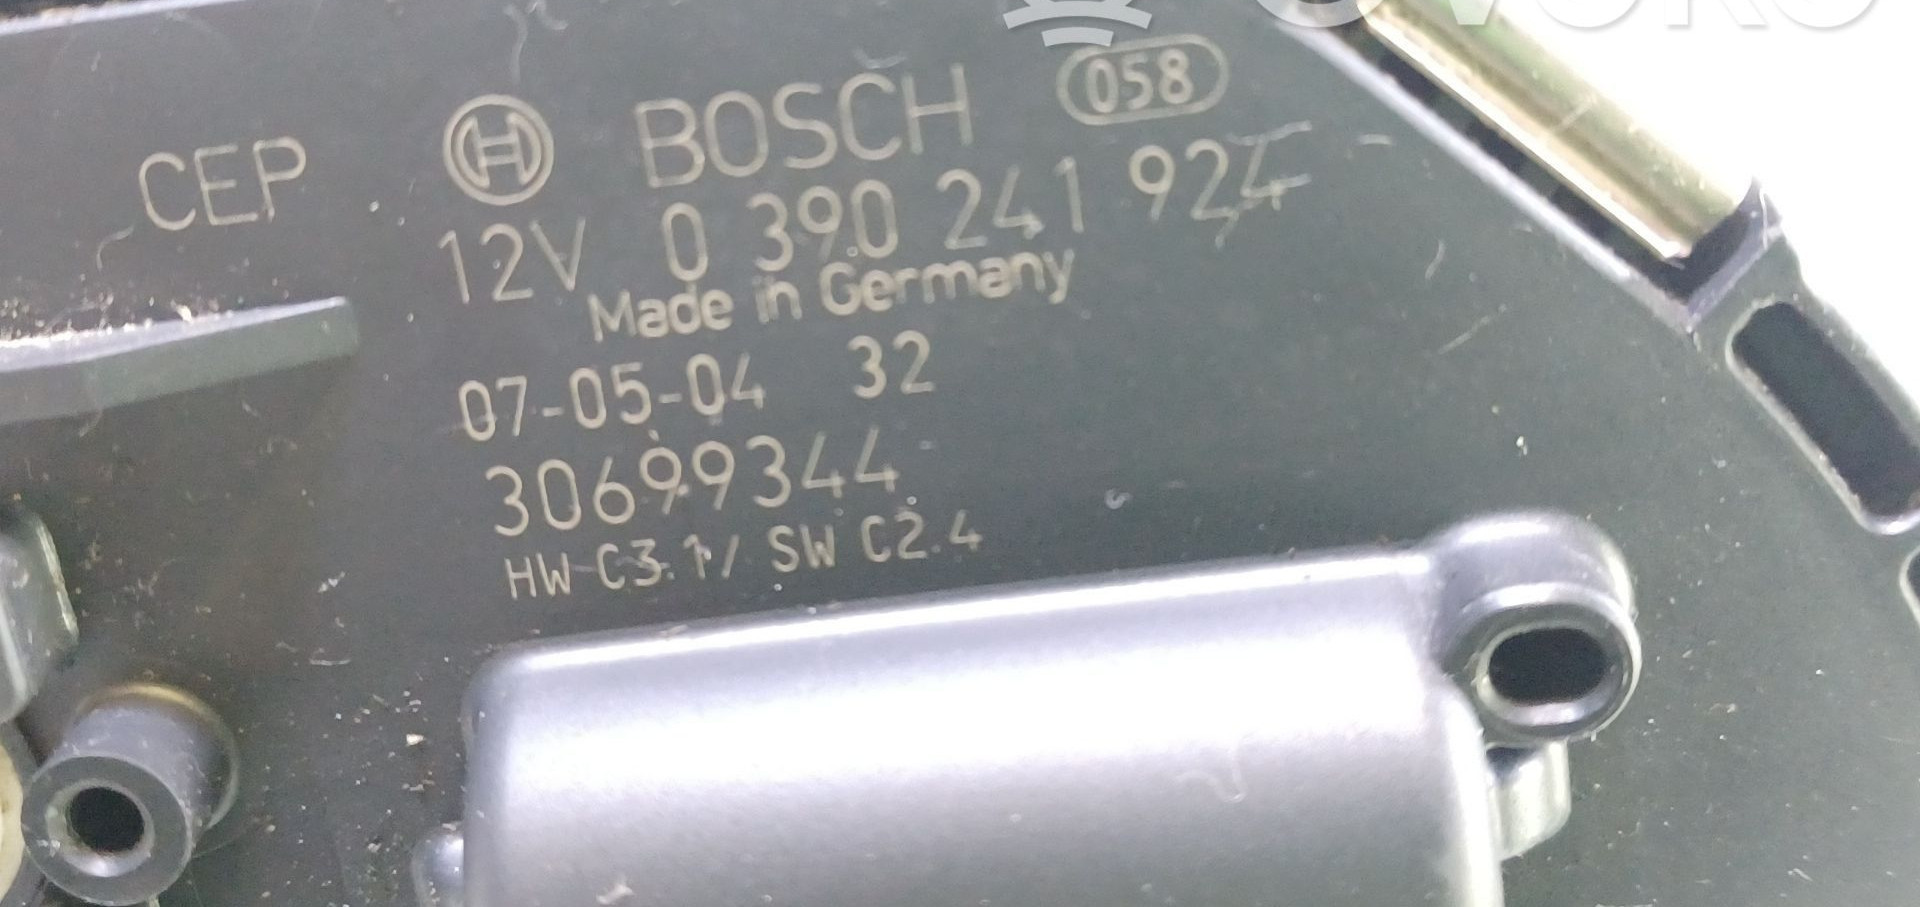 OVOKO
CEP BOSCH 058
12V 0 390 241 924
Made in Germany
07-05-04 32
30699344
HW C3.1/ SW C2.4